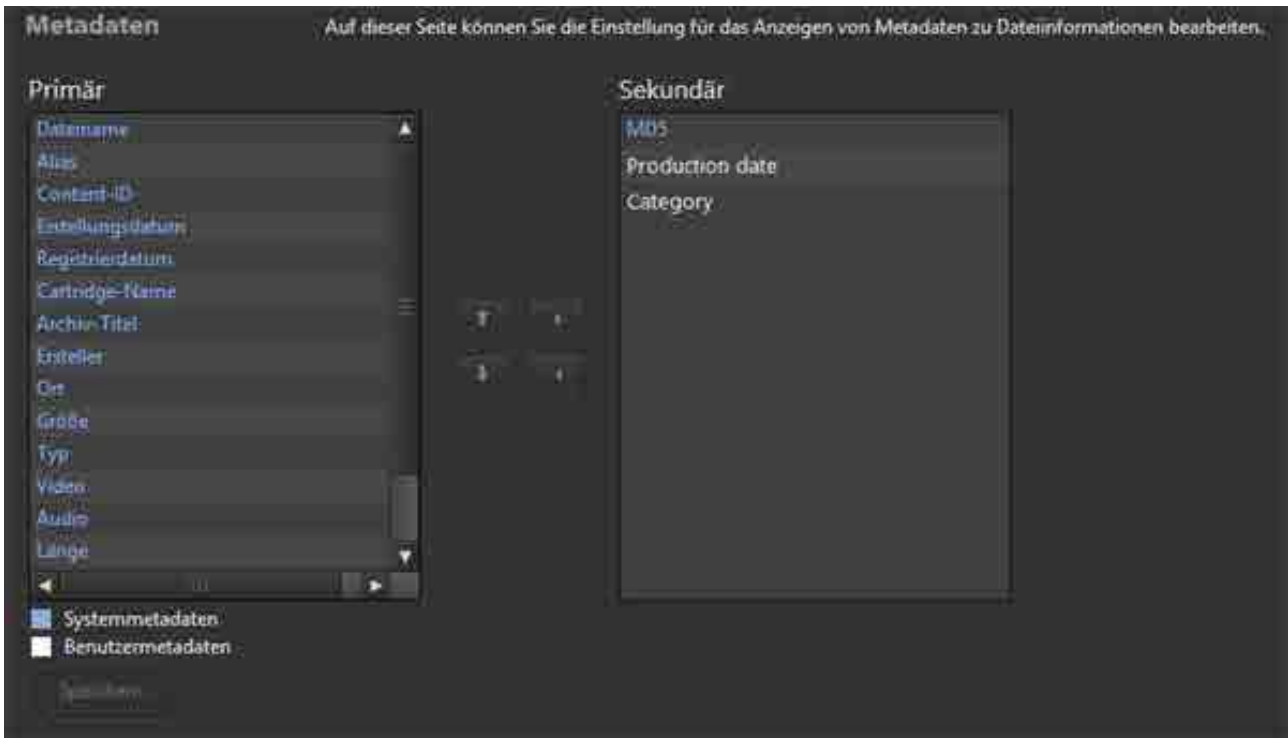 Metadaten
Auf dieser Seite können Sie die Einstellung für das Anzeigen von Metadaten zu Dateiinformationen bearbeiten.
Primär
Dateiname
Alias
Content-ID
Erstellungsdatum
Registrierdatum
Cartridge-Name
Archiv-Titel
Ersteller
Ort
Größe
Typ
Video
Audio
Länge
Systemmetadaten
Benutzermetadaten
Speichern
Sekundär
MD5
Production date
Category